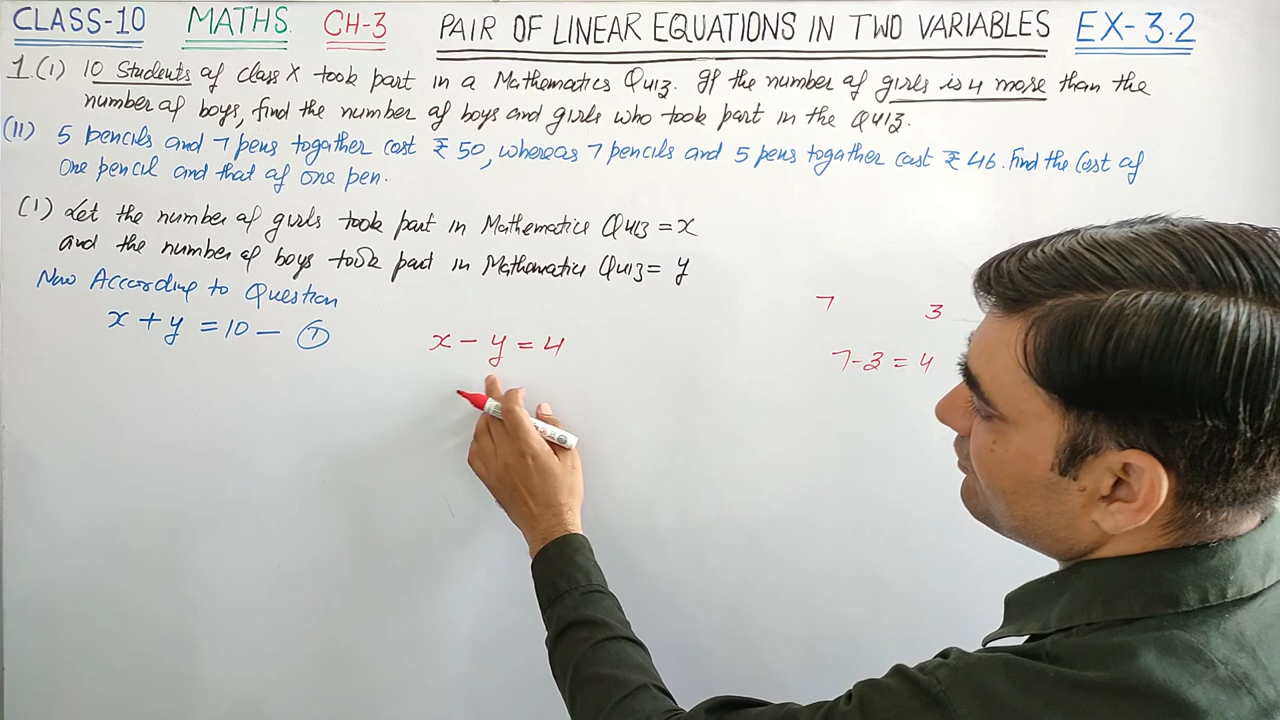 CLASS-10 MATHS CH-3 PAIR OF LINEAR EQUATIONS IN TWO VARIABLES EX-3.2
1.(I) 10 Students of class X took part in a Mathematics Quiz. If the number of girls is 4 more than the
number of boys, find the number of boys and girls who took part in the Quiz.
(II) 5 pencils and 7 pens togather cost ₹ 50, whereas 7 pencils and 5 pens togather cost ₹ 46. Find the Cost of
One pencil and that of one pen.
(I) Let the number of girls took part in Mathematics Quiz = x
and the number of boys took part in Mathematics Quiz = y
Now According to Question
x + y = 10 — ①
x - y = 4
7 3
7-3 = 4